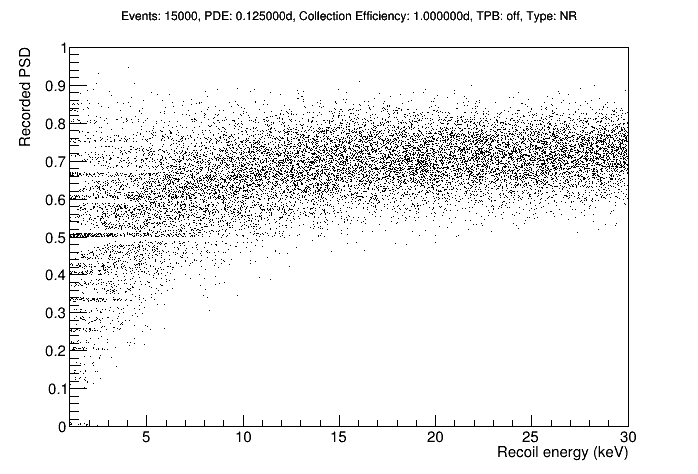 Events: 15000, PDE: 0.125000d, Collection Efficiency: 1.000000d, TPB: off, Type: NR
Recorded PSD
1
0.9
0.8
0.7
0.6
0.5
0.4
0.3
0.2
0.1
0
5 10 15 20 25 30
Recoil energy (keV)